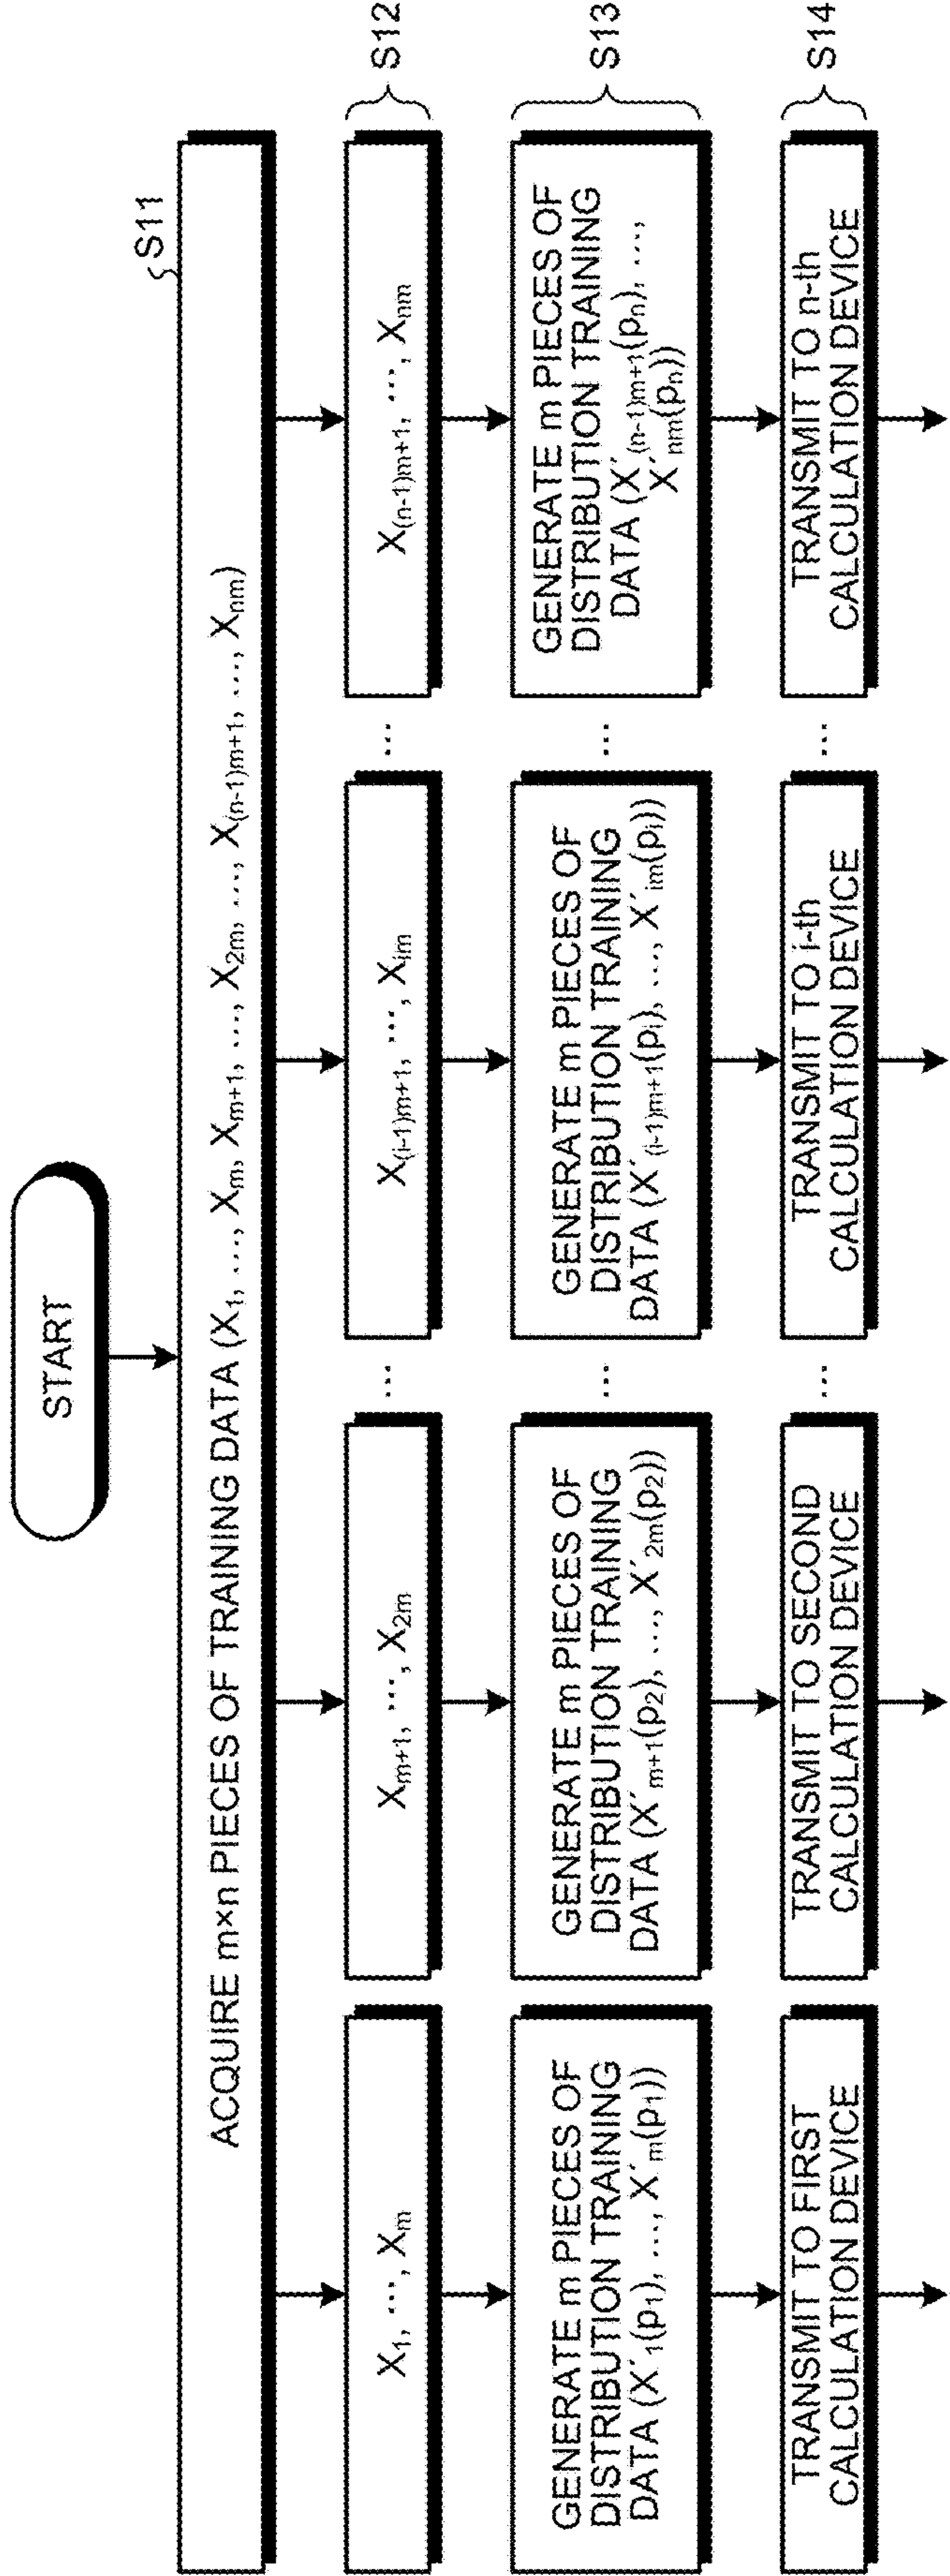 START
S11
ACQUIRE m×n PIECES OF TRAINING DATA (X₁, ..., Xₘ, Xₘ₊₁, ..., X₂ₘ, ..., X₍ₙ₋₁₎ₘ₊₁, ..., Xₙₘ)
X₁, ..., Xₘ
Xₘ₊₁, ..., X₂ₘ
...
X₍ᵢ₋₁₎ₘ₊₁, ..., Xᵢₘ
...
X₍ₙ₋₁₎ₘ₊₁, ..., Xₙₘ
S12
GENERATE m PIECES OF
DISTRIBUTION TRAINING
DATA (X´₁(p₁), ..., X´ₘ(p₁))
GENERATE m PIECES OF
DISTRIBUTION TRAINING
DATA (X´ₘ₊₁(p₂), ..., X´₂ₘ(p₂))
...
GENERATE m PIECES OF
DISTRIBUTION TRAINING
DATA (X´₍ᵢ₋₁₎ₘ₊₁(pᵢ), ..., X´ᵢₘ(pᵢ))
...
GENERATE m PIECES OF
DISTRIBUTION TRAINING
DATA (X´₍ₙ₋₁₎ₘ₊₁(pₙ), ...,
X´ₙₘ(pₙ))
S13
TRANSMIT TO FIRST
CALCULATION DEVICE
TRANSMIT TO SECOND
CALCULATION DEVICE
...
TRANSMIT TO i-th
CALCULATION DEVICE
...
TRANSMIT TO n-th
CALCULATION DEVICE
S14